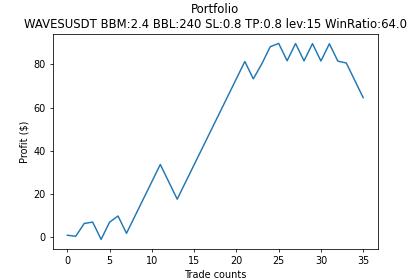 Portfolio
WAVESUSDT BBM:2.4 BBL:240 SL:0.8 TP:0.8 lev:15 WinRatio:64.0
80
60
40
20
0
Profit ($)
0 5 10 15 20 25 30 35
Trade counts